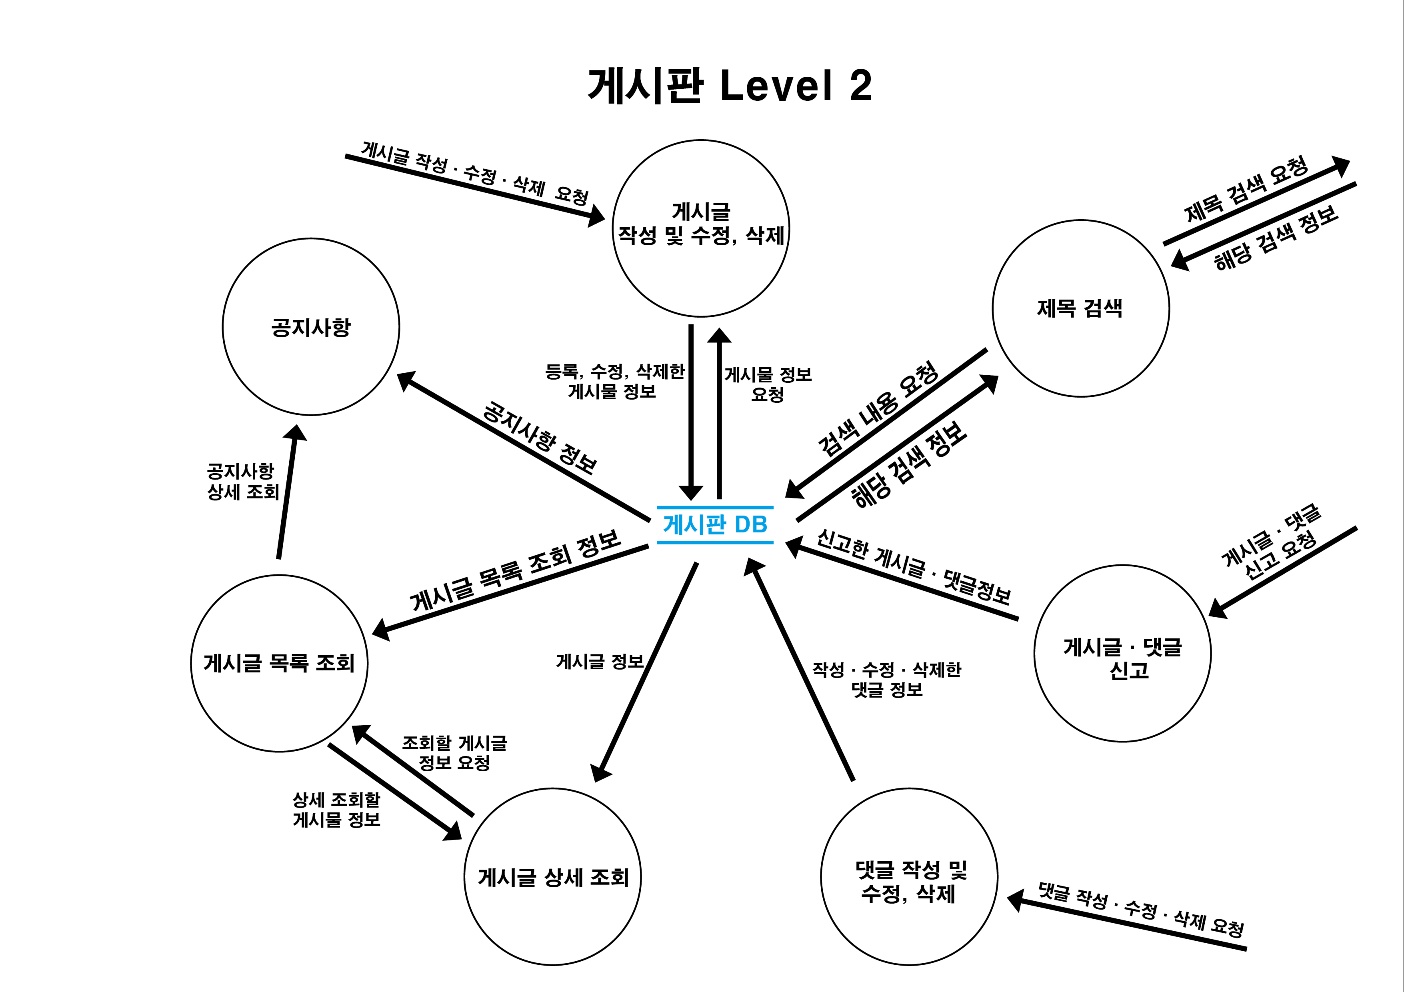 게시판 Level 2
게시글 작성 · 수정 · 삭제 요청
게시글
작성 및 수정, 삭제
제목 검색 요청
해당 검색 정보
제목 검색
공지사항
등록, 수정, 삭제한
게시물 정보
게시물 정보
요청
검색 내용 요청
해당 검색 정보
공지사항 정보
공지사항
상세 조회
게시판 DB
게시글 목록 조회 정보
신고한 게시글 · 댓글정보
게시글 · 댓글
신고 요청
게시글 · 댓글
신고
게시글 목록 조회
게시글 정보
작성 · 수정 · 삭제한
댓글 정보
조회할 게시글
정보 요청
상세 조회할
게시물 정보
게시글 상세 조회
댓글 작성 및
수정, 삭제
댓글 작성 · 수정 · 삭제 요청